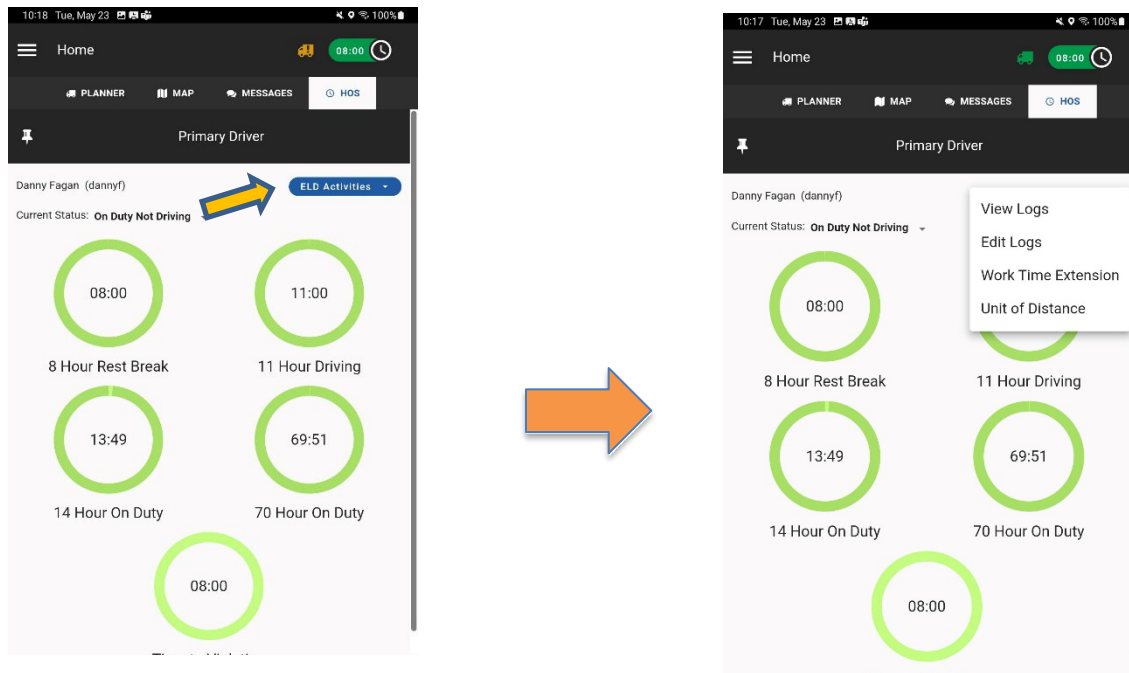 10:18 Tue, May 23 100%
Home 08:00
PLANNER MAP MESSAGES HOS
Primary Driver
Danny Fagan (dannyf) ELD Activities
Current Status: On Duty Not Driving
08:00 11:00
8 Hour Rest Break 11 Hour Driving
13:49 69:51
14 Hour On Duty 70 Hour On Duty
08:00
10:17 Tue, May 23 100%
Home 08:00
PLANNER MAP MESSAGES HOS
Primary Driver
Danny Fagan (dannyf)
Current Status: On Duty Not Driving
View Logs
Edit Logs
Work Time Extension
Unit of Distance
08:00
8 Hour Rest Break 11 Hour Driving
13:49 69:51
14 Hour On Duty 70 Hour On Duty
08:00